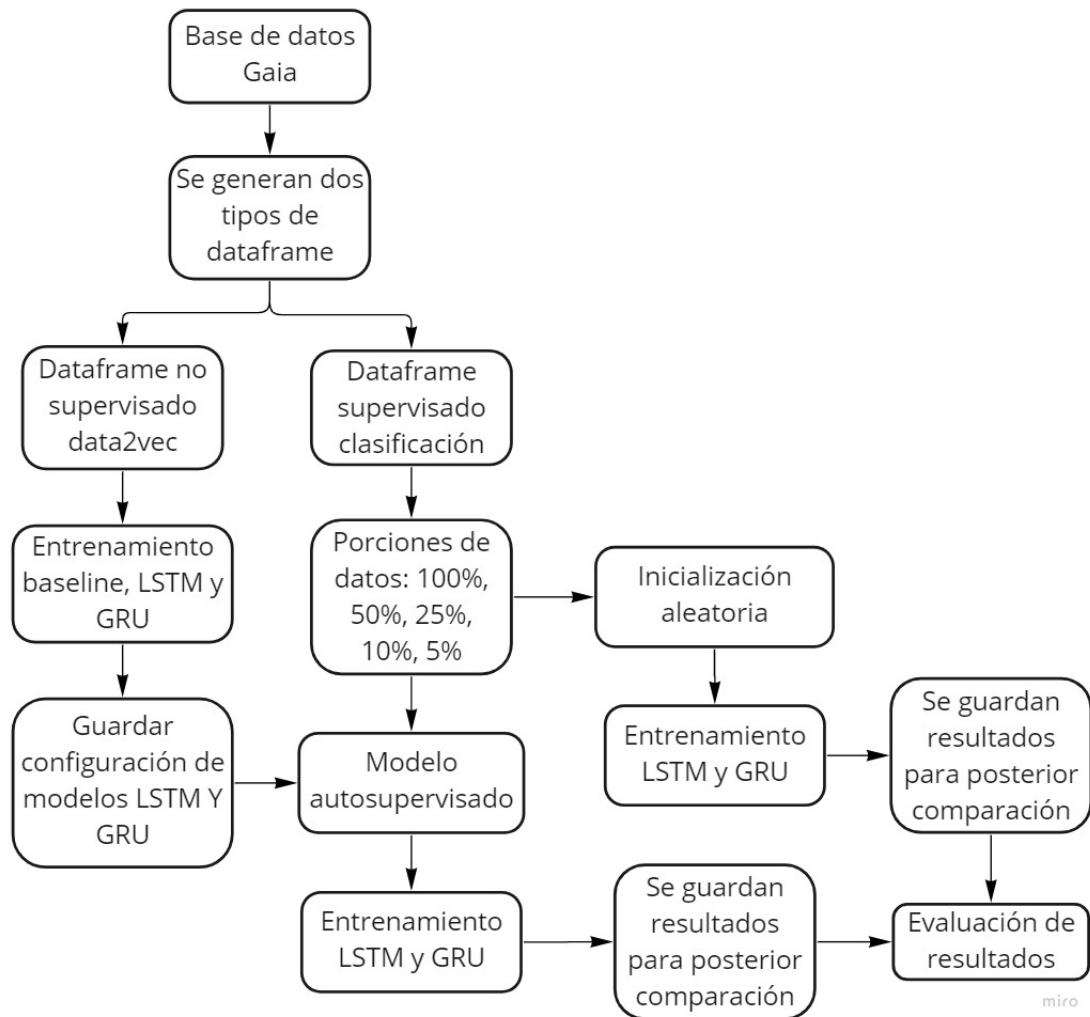 Base de datos
Gaia
Se generan dos
tipos de
dataframe
Dataframe no
supervisado
data2vec
Dataframe
supervisado
clasificación
Entrenamiento
baseline, LSTM y
GRU
Porciones de
datos: 100%,
50%, 25%,
10%, 5%
Inicialización
aleatoria
Guardar
configuración de
modelos LSTM Y
GRU
Modelo
autosupervisado
Entrenamiento
LSTM y GRU
Se guardan
resultados
para posterior
comparación
Entrenamiento
LSTM y GRU
Se guardan
resultados
para posterior
comparación
Evaluación de
resultados
miro